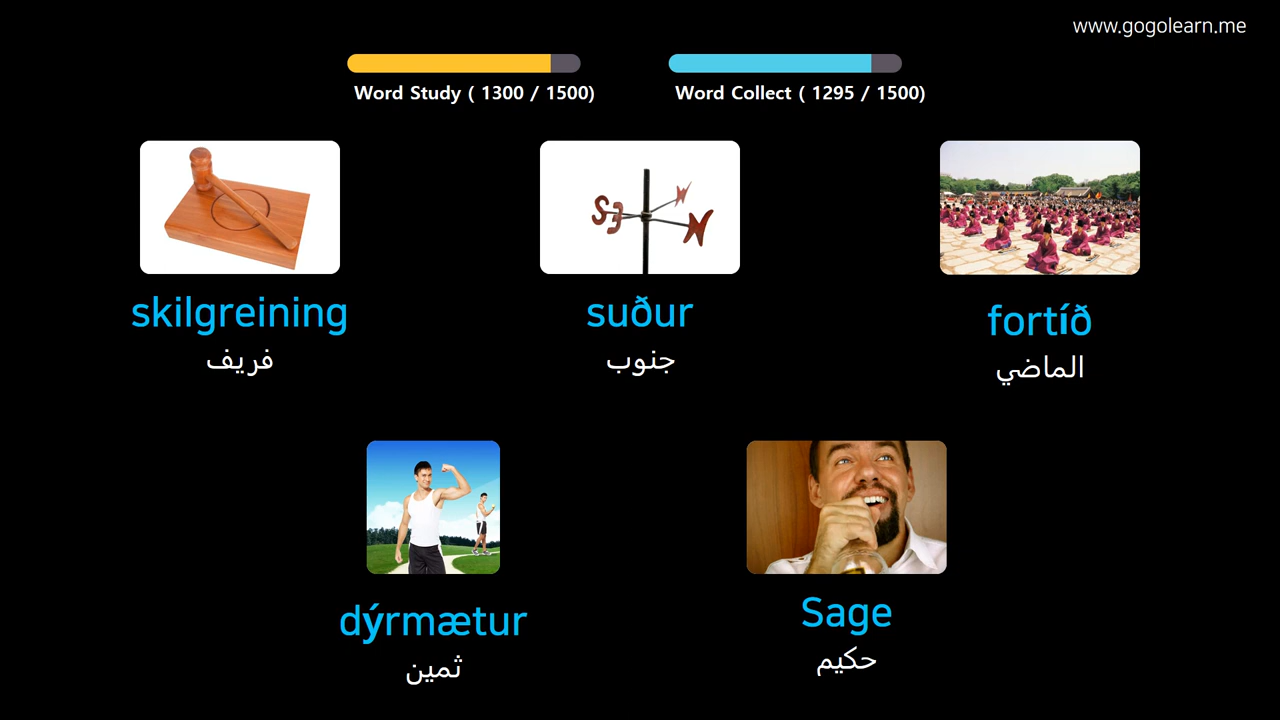 www.gogolearn.me
Word Study ( 1300 / 1500)
Word Collect ( 1295 / 1500)
skilgreining
فريف
suður
جنوب
fortíð
الماضي
dýrmætur
ثمين
Sage
حكيم